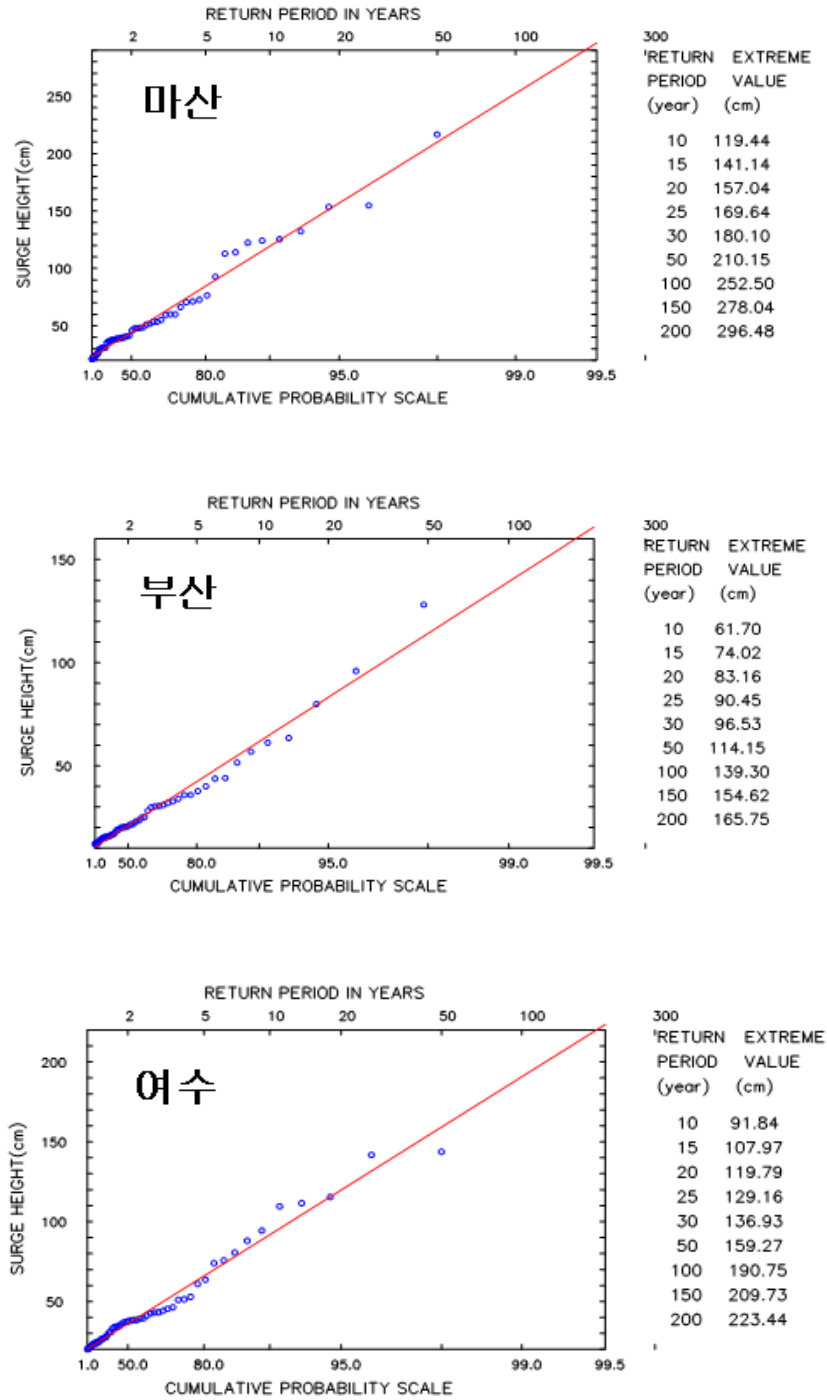 RETURN PERIOD IN YEARS
2 5 10 20 50 100 300
마산
SURGE HEIGHT(cm)
250
200
150
100
50
1.0 50.0 80.0 95.0 99.0 99.5
CUMULATIVE PROBABILITY SCALE
RETURN EXTREME
PERIOD VALUE
(year) (cm)
10 119.44
15 141.14
20 157.04
25 169.64
30 180.10
50 210.15
100 252.50
150 278.04
200 296.48
RETURN PERIOD IN YEARS
2 5 10 20 50 100 300
부산
SURGE HEIGHT(cm)
150
100
50
1.0 50.0 80.0 95.0 99.0 99.5
CUMULATIVE PROBABILITY SCALE
RETURN EXTREME
PERIOD VALUE
(year) (cm)
10 61.70
15 74.02
20 83.16
25 90.45
30 96.53
50 114.15
100 139.30
150 154.62
200 165.75
RETURN PERIOD IN YEARS
2 5 10 20 50 100 300
여수
SURGE HEIGHT(cm)
200
150
100
50
1.0 50.0 80.0 95.0 99.0 99.5
CUMULATIVE PROBABILITY SCALE
RETURN EXTREME
PERIOD VALUE
(year) (cm)
10 91.84
15 107.97
20 119.79
25 129.16
30 136.93
50 159.27
100 190.75
150 209.73
200 223.44